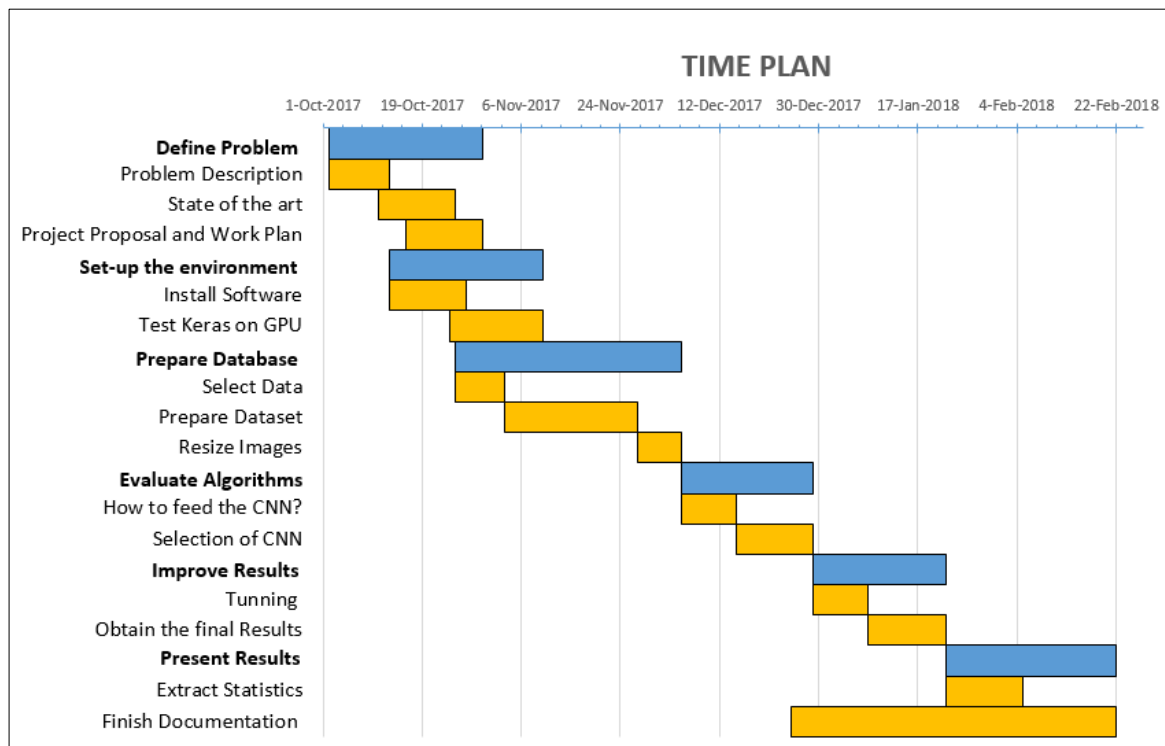 TIME PLAN
1-Oct-2017 19-Oct-2017 6-Nov-2017 24-Nov-2017 12-Dec-2017 30-Dec-2017 17-Jan-2018 4-Feb-2018 22-Feb-2018
Define Problem
Problem Description
State of the art
Project Proposal and Work Plan
Set-up the environment
Install Software
Test Keras on GPU
Prepare Database
Select Data
Prepare Dataset
Resize Images
Evaluate Algorithms
How to feed the CNN?
Selection of CNN
Improve Results
Tunning
Obtain the final Results
Present Results
Extract Statistics
Finish Documentation